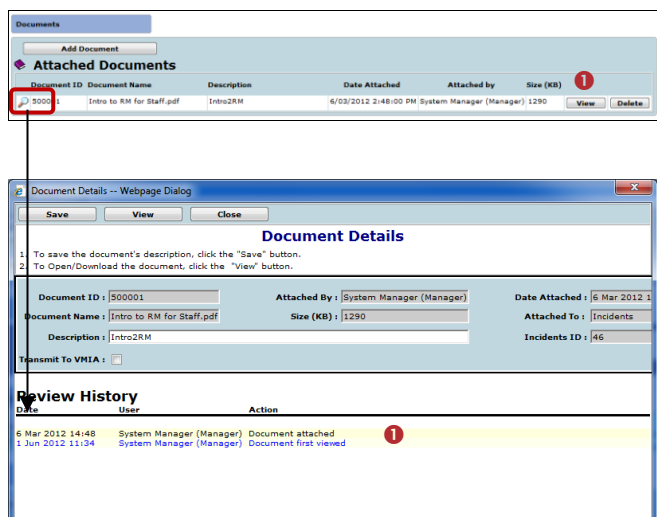 Documents
Add Document
Attached Documents
Document ID Document Name Description Date Attached Attached by Size (KB) 1
500001 Intro to RM for Staff.pdf Intro2RM 6/03/2012 2:48:00 PM System Manager (Manager) 1290 View Delete
Document Details -- Webpage Dialog X
Save View Close
Document Details
1. To save the document's description, click the "Save" button.
2. To Open/Download the document, click the "View" button.
Document ID : 500001 Attached By : System Manager (Manager) Date Attached : 6 Mar 2012 1
Document Name : Intro to RM for Staff.pdf Size (KB) : 1290 Attached To : Incidents
Description : Intro2RM Incidents ID : 46
Transmit To VMIA :
Review History
Date User Action
6 Mar 2012 14:48 System Manager (Manager) Document attached 1
1 Jun 2012 11:34 System Manager (Manager) Document first viewed